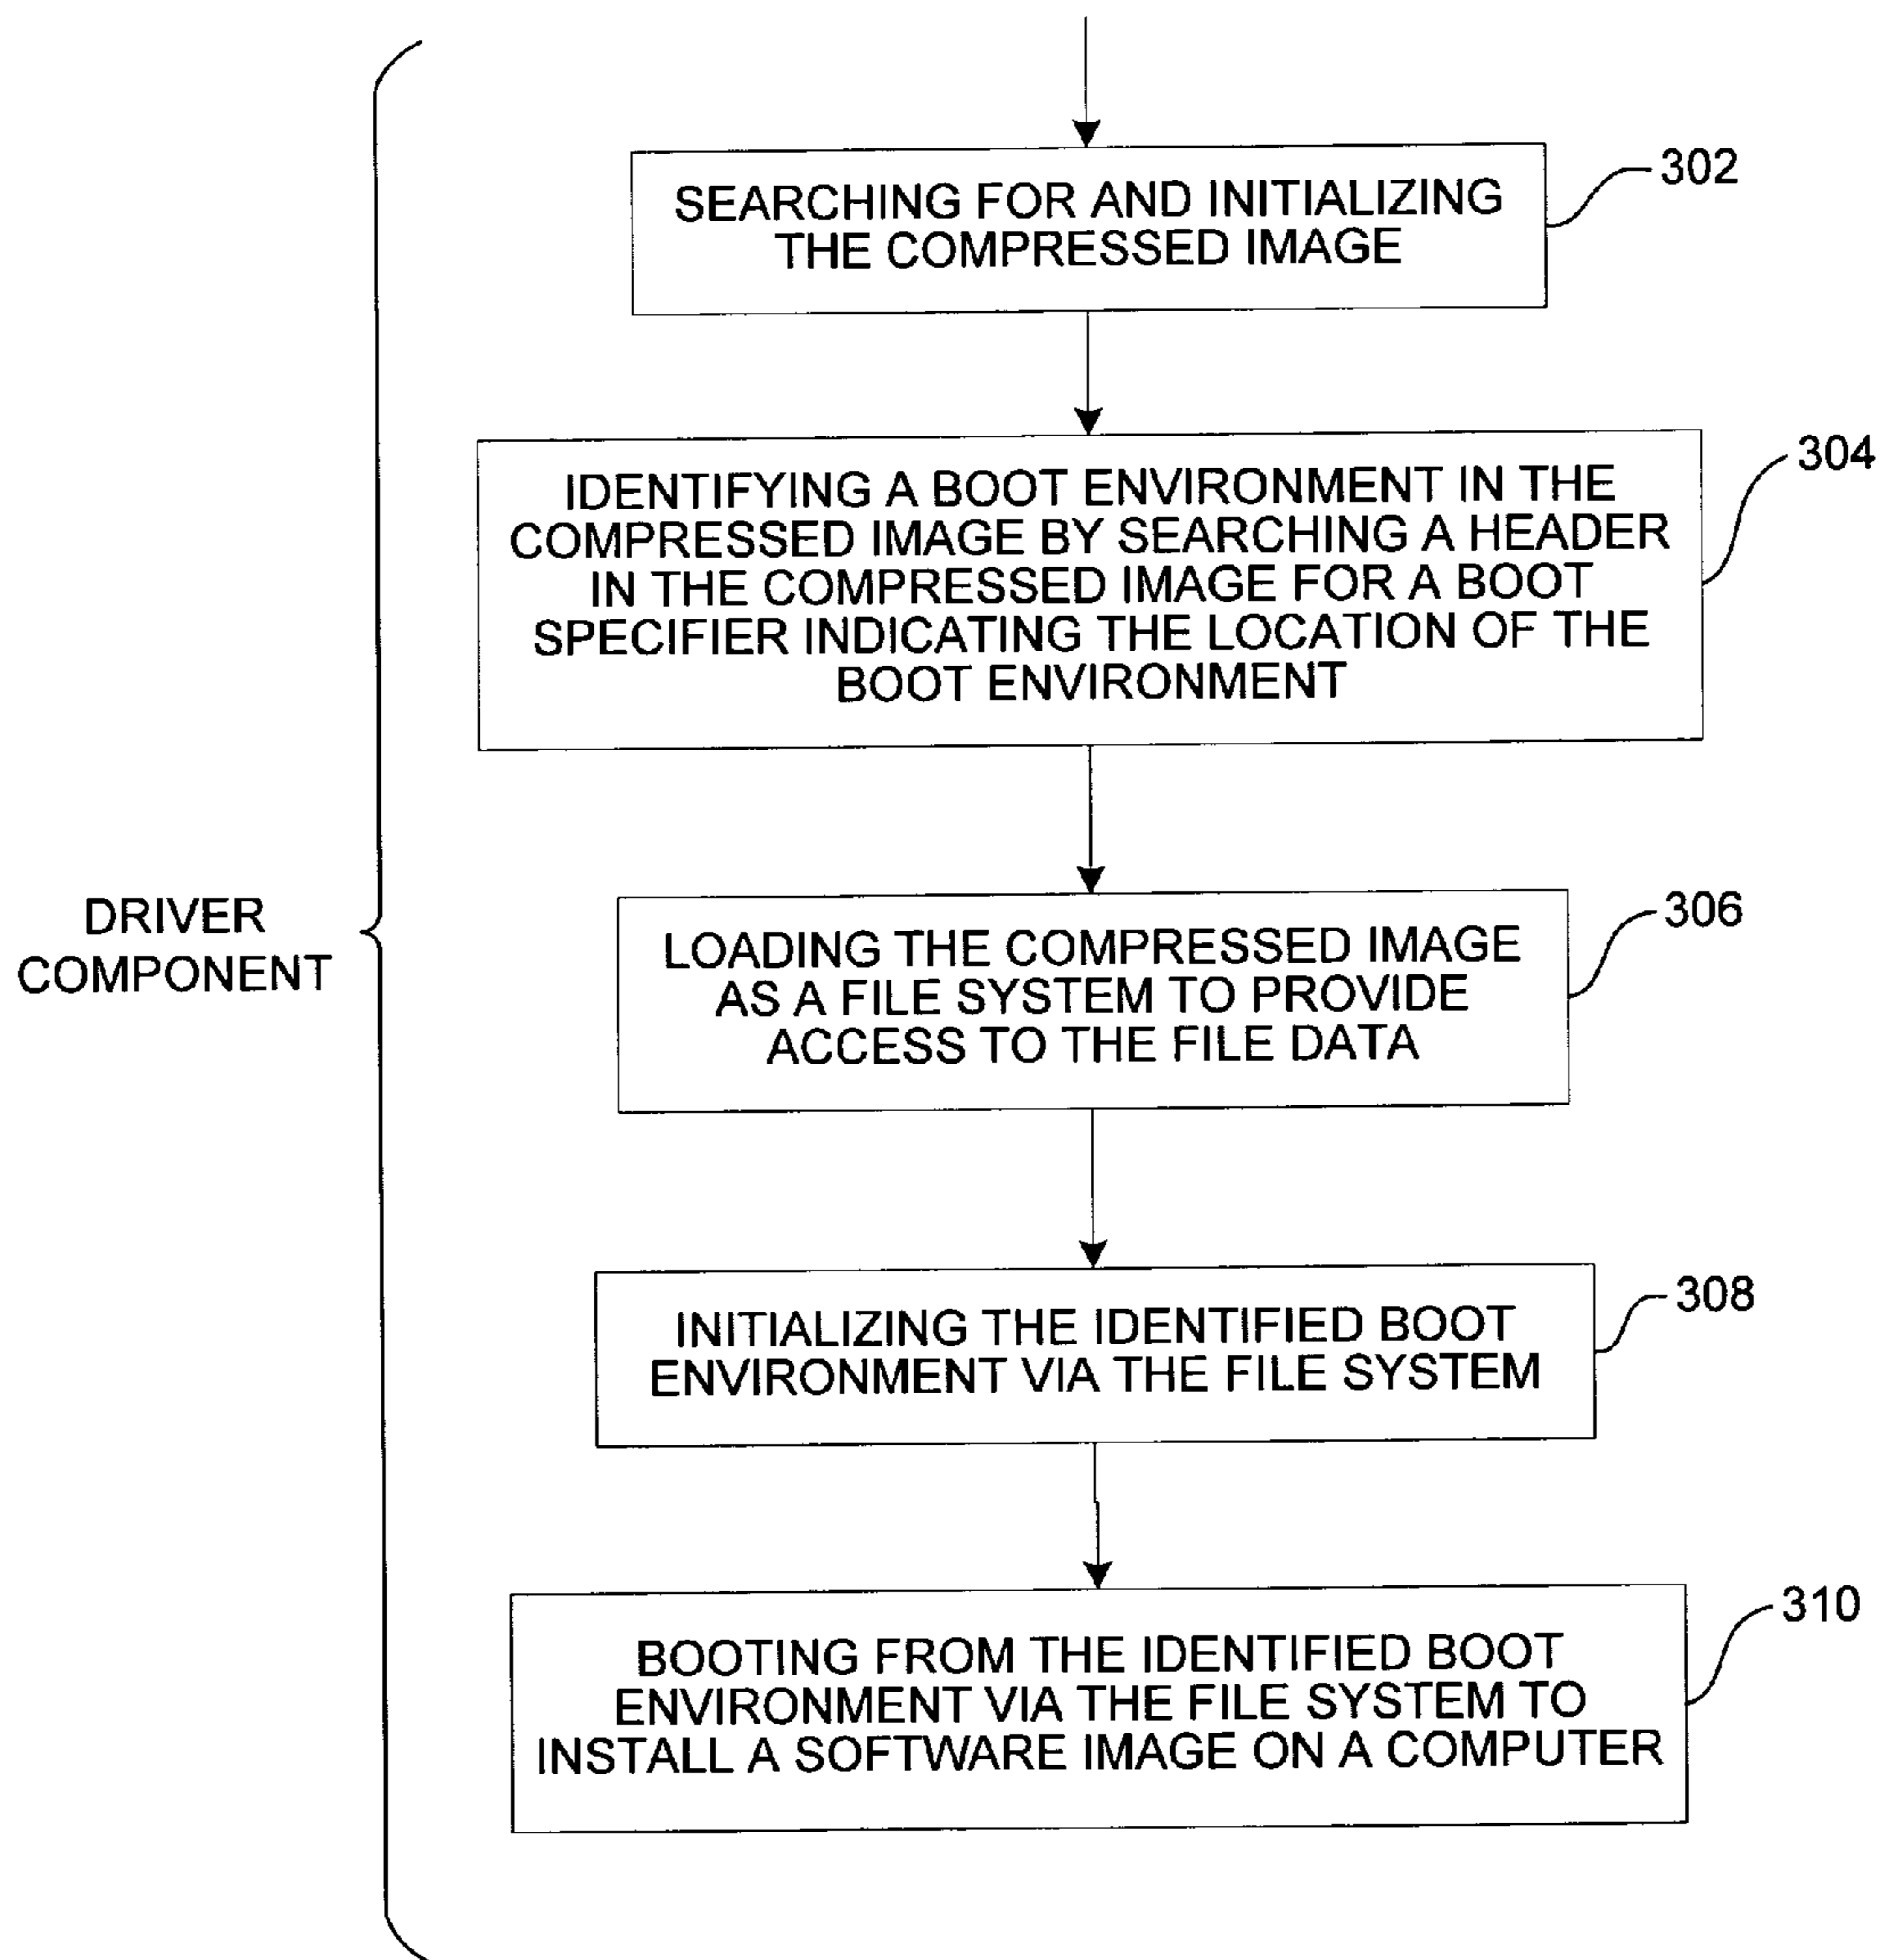 SEARCHING FOR AND INITIALIZING
THE COMPRESSED IMAGE
302
IDENTIFYING A BOOT ENVIRONMENT IN THE
COMPRESSED IMAGE BY SEARCHING A HEADER
IN THE COMPRESSED IMAGE FOR A BOOT
SPECIFIER INDICATING THE LOCATION OF THE
BOOT ENVIRONMENT
304
DRIVER
COMPONENT
LOADING THE COMPRESSED IMAGE
AS A FILE SYSTEM TO PROVIDE
ACCESS TO THE FILE DATA
306
INITIALIZING THE IDENTIFIED BOOT
ENVIRONMENT VIA THE FILE SYSTEM
308
BOOTING FROM THE IDENTIFIED BOOT
ENVIRONMENT VIA THE FILE SYSTEM TO
INSTALL A SOFTWARE IMAGE ON A COMPUTER
310